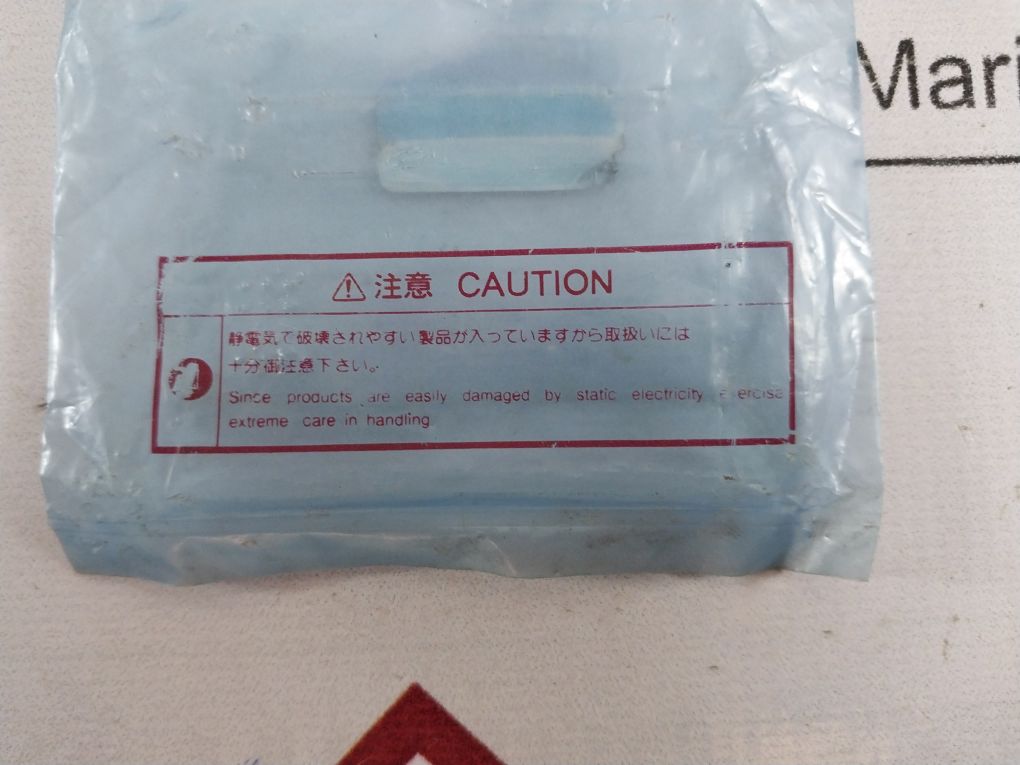 Mari
⚠ 注意 CAUTION
静電気で破壊されやすい製品が入っていますから取扱いには
十分御注意下さい。
Since products are easily damaged by static electricity e ercise
extreme care in handling